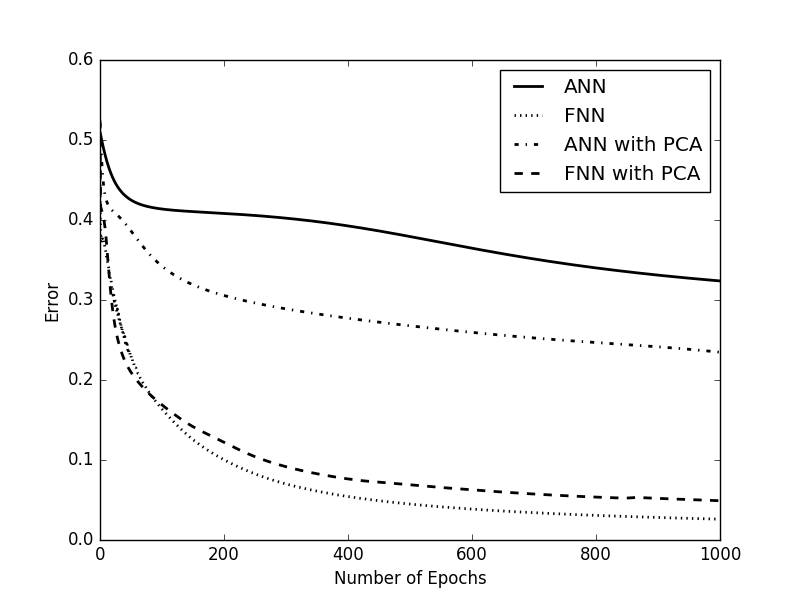 0.6
0.5
0.4
0.3
0.2
0.1
0.0
Error
0 200 400 600 800 1000
Number of Epochs
ANN
FNN
ANN with PCA
FNN with PCA